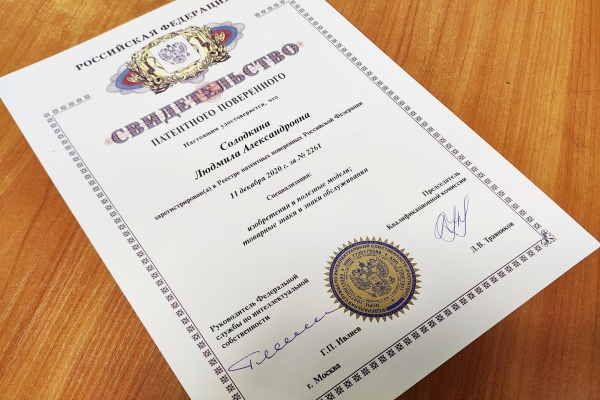 РОССИЙСКАЯ ФЕДЕРАЦИЯ
СВИДЕТЕЛЬСТВО
ПАТЕНТНОГО ПОВЕРЕННОГО
Настоящим удостоверяется, что
Солодкина
Людмила Александровна
зарегистрирован(а) в Реестре патентных поверенных Российской Федерации
11 декабря 2020 г. за № 2261
Специализация:
изобретения и полезные модели;
товарные знаки и знаки обслуживания
Председатель
Квалификационной комиссии
Д.В. Травников
Руководитель Федеральной
службы по интеллектуальной
собственности
Г.П. Ивлиев
г. Москва